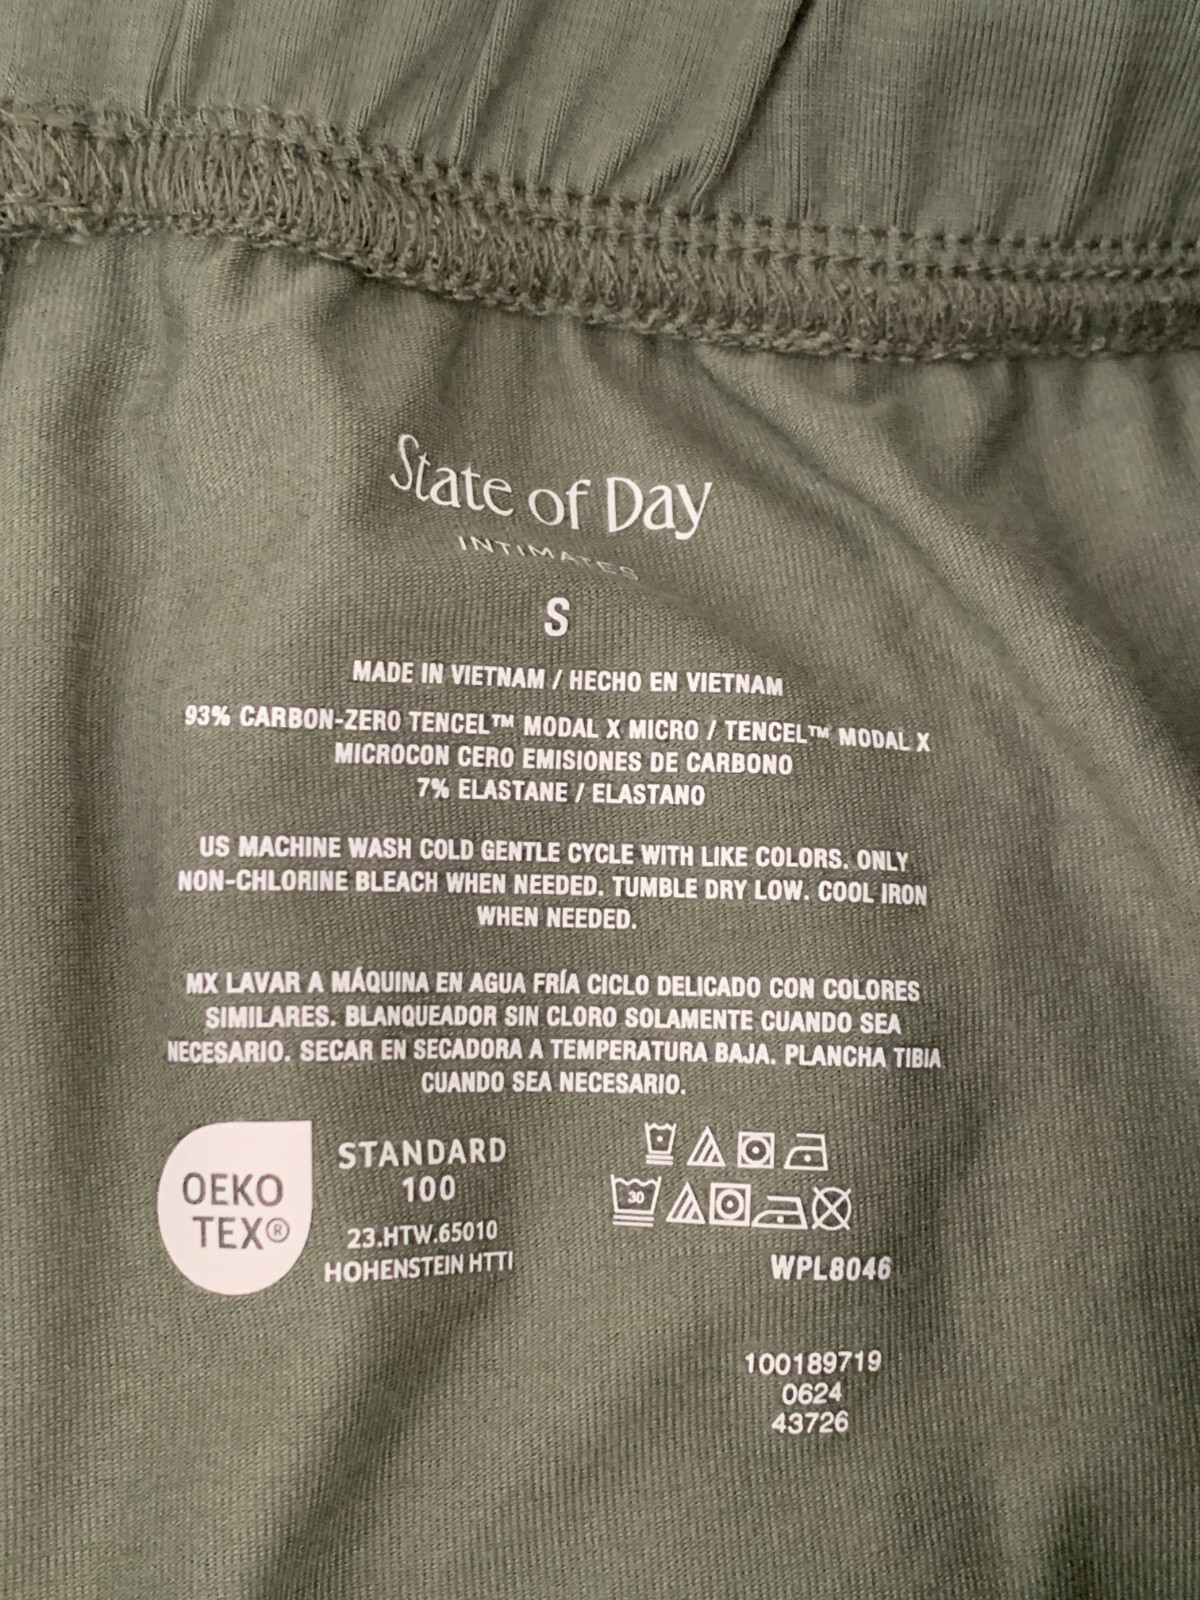 State of Day
INTIMATES
S
MADE IN VIETNAM / HECHO EN VIETNAM
93% CARBON-ZERO TENCEL™ MODAL X MICRO / TENCEL™ MODAL X
MICROCON CERO EMISIONES DE CARBONO
7% ELASTANE / ELASTANO
US MACHINE WASH COLD GENTLE CYCLE WITH LIKE COLORS. ONLY
NON-CHLORINE BLEACH WHEN NEEDED. TUMBLE DRY LOW. COOL IRON
WHEN NEEDED.
MX LAVAR A MÁQUINA EN AGUA FRÍA CICLO DELICADO CON COLORES
SIMILARES. BLANQUEADOR SIN CLORO SOLAMENTE CUANDO SEA
NECESARIO. SECAR EN SECADORA A TEMPERATURA BAJA. PLANCHA TIBIA
CUANDO SEA NECESARIO.
OEKO
TEX®
STANDARD
100
23.HTW.65010
HOHENSTEIN HTTI
30
WPL8046
100189719
0624
43726